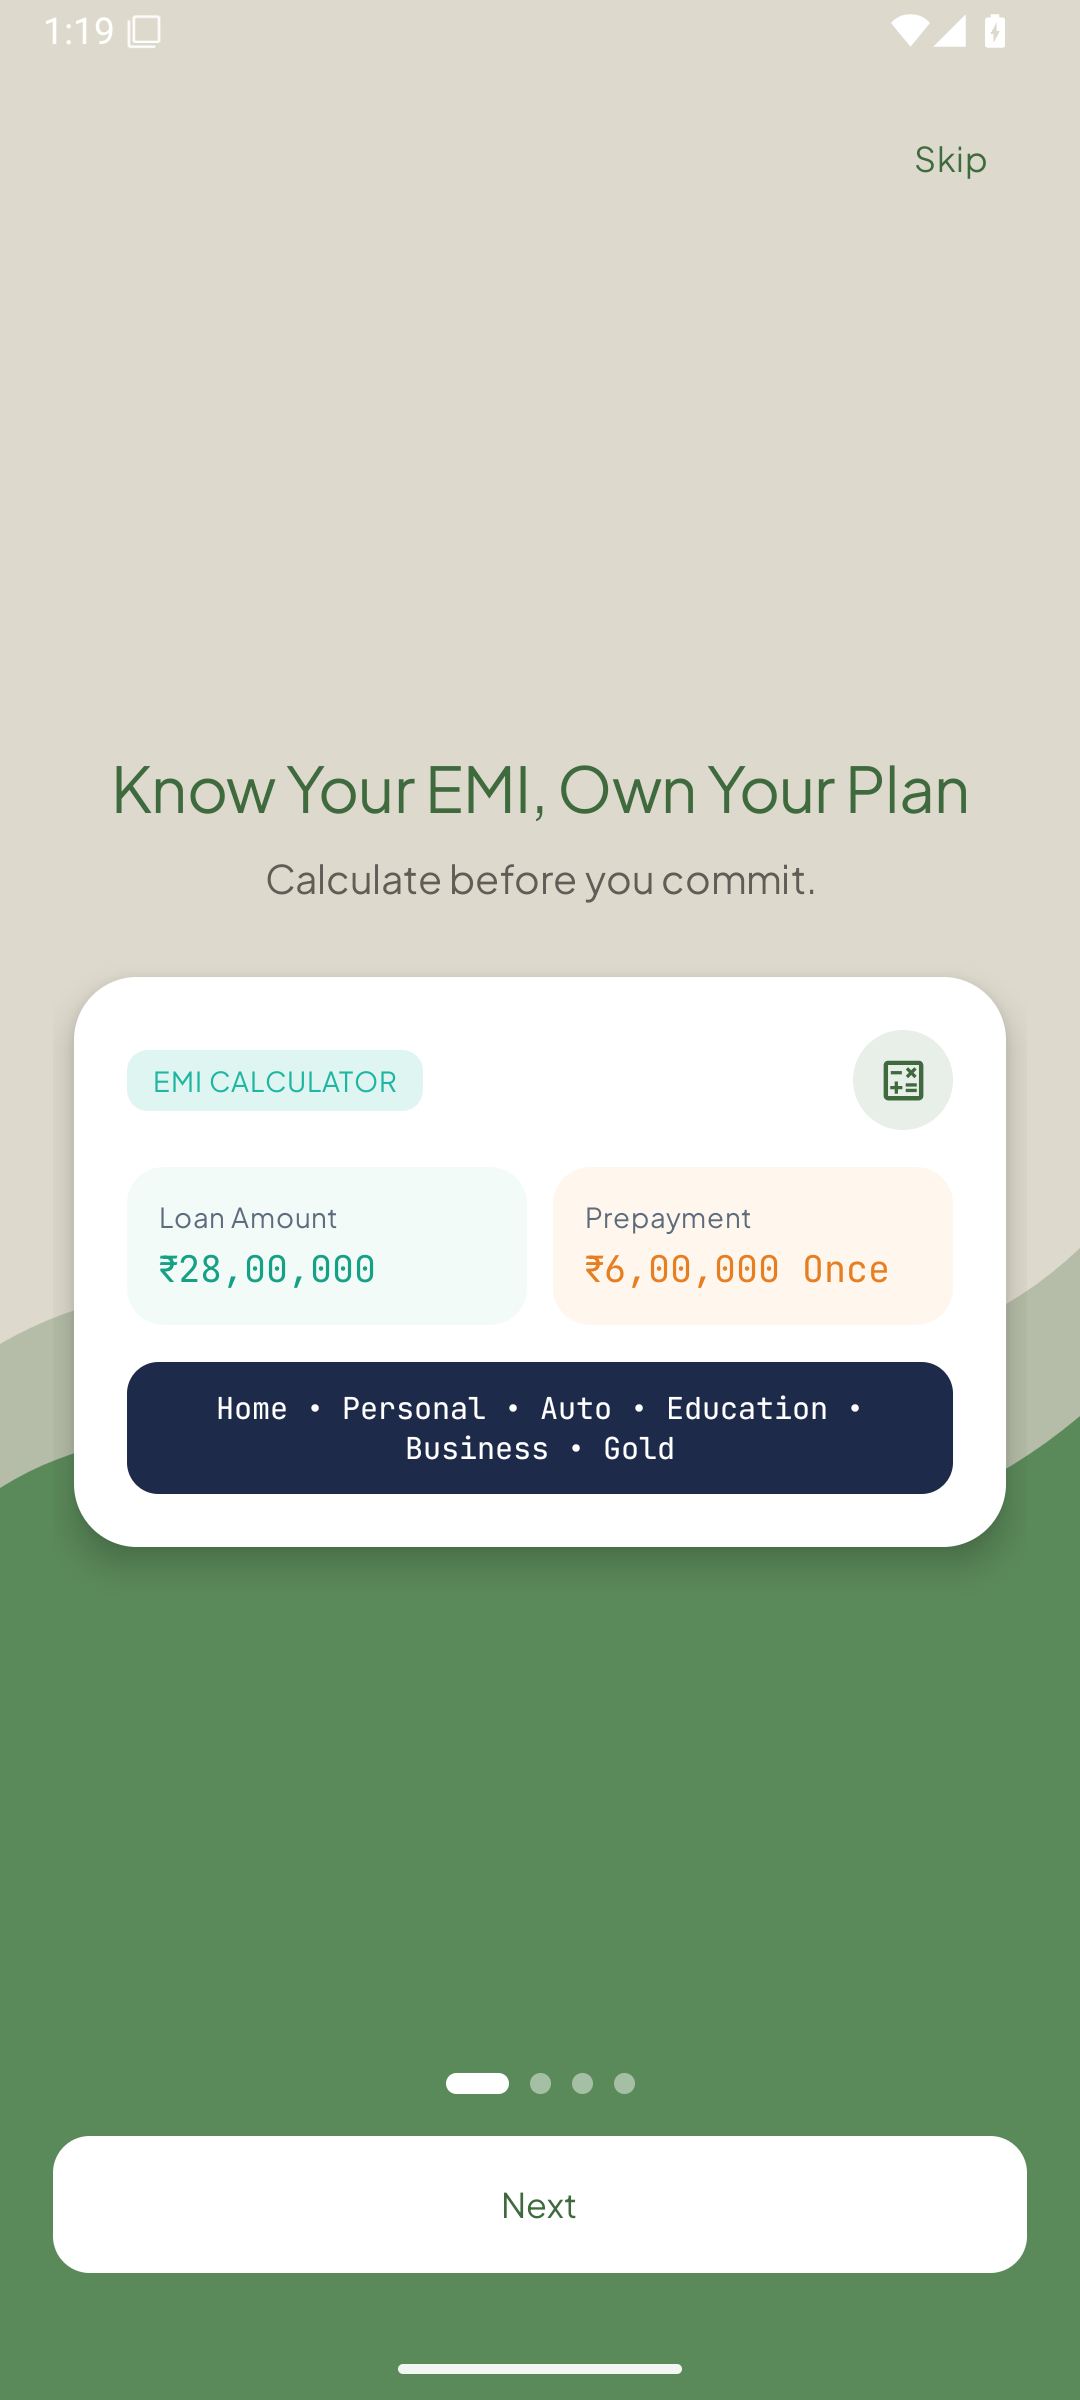 1:19
Skip
Know Your EMI, Own Your Plan
Calculate before you commit.
EMI CALCULATOR
Loan Amount
₹28,00,000
Prepayment
₹6,00,000 Once
Home • Personal • Auto • Education •
Business • Gold
Next